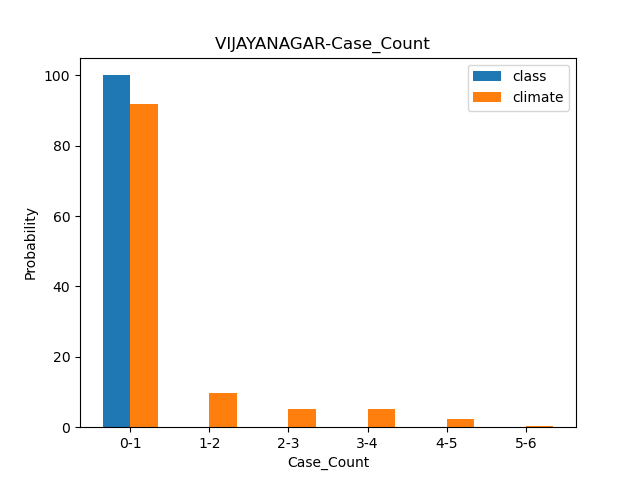 VIJAYANAGAR-Case_Count
class
climate
Probability
100
80
60
40
20
0
0-1 1-2 2-3 3-4 4-5 5-6
Case_Count